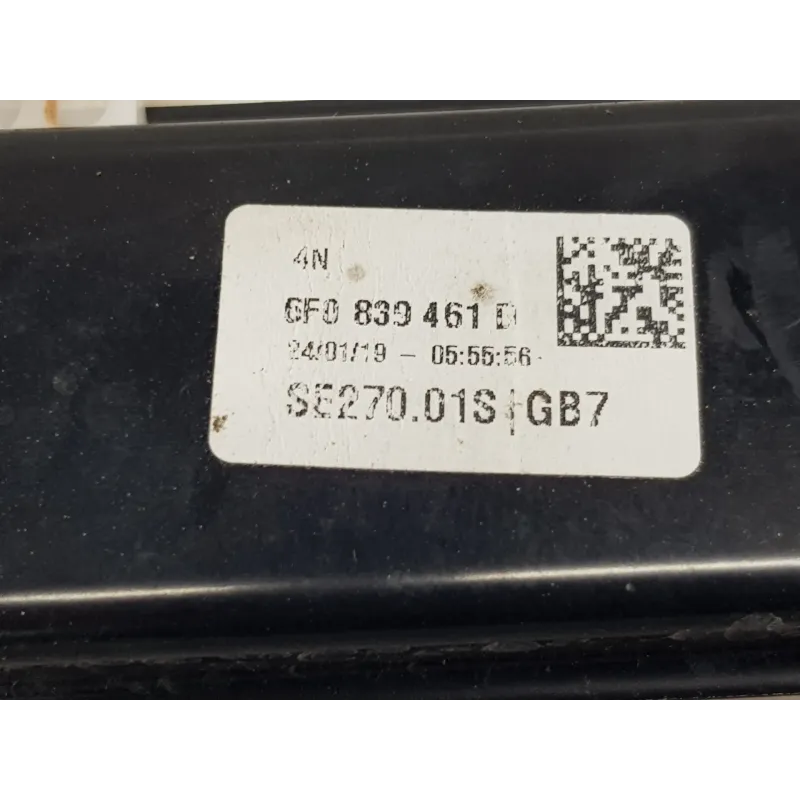 4N
6F0 839 461 D
24/01/19 - 05:55:56
SE270.01S|GB7